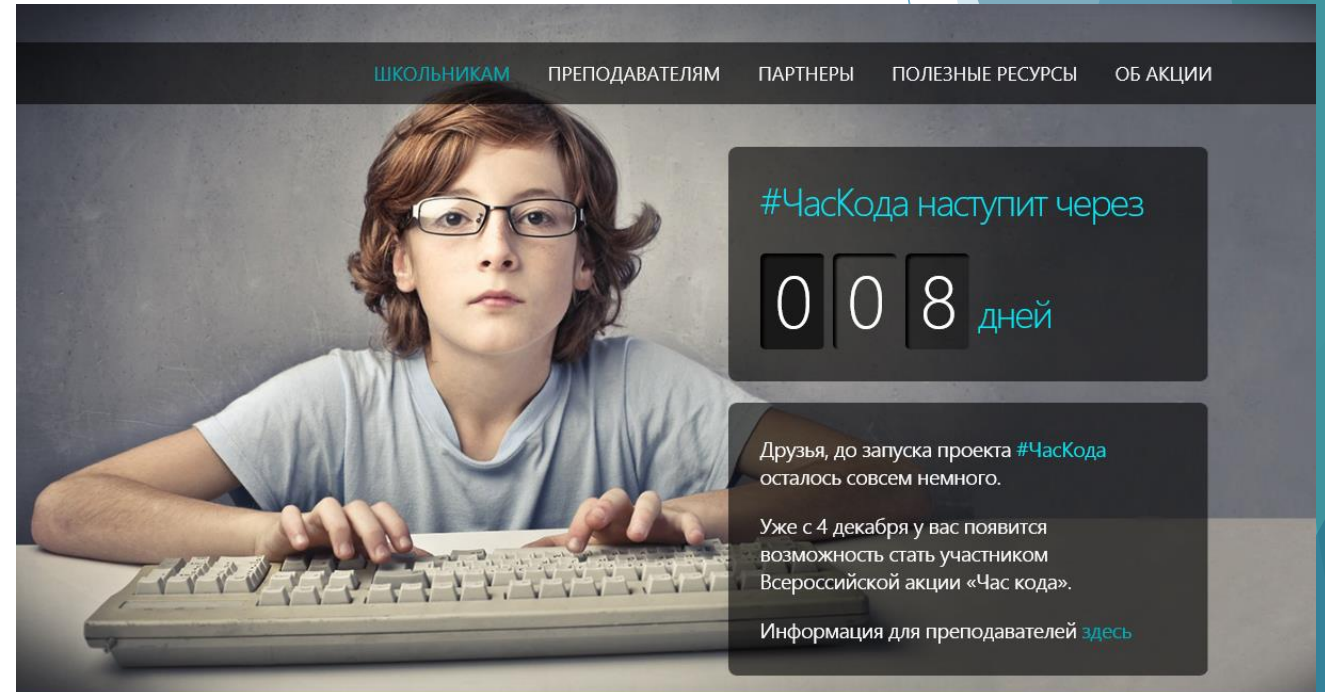 ШКОЛЬНИКАМ ПРЕПОДАВАТЕЛЯМ ПАРТНЕРЫ ПОЛЕЗНЫЕ РЕСУРСЫ ОБ АКЦИИ
#ЧасКода наступит через
0 0 8 дней
Друзья, до запуска проекта #ЧасКода
осталось совсем немного.
Уже с 4 декабря у вас появится
возможность стать участником
Всероссийской акции «Час кода».
Информация для преподавателей здесь